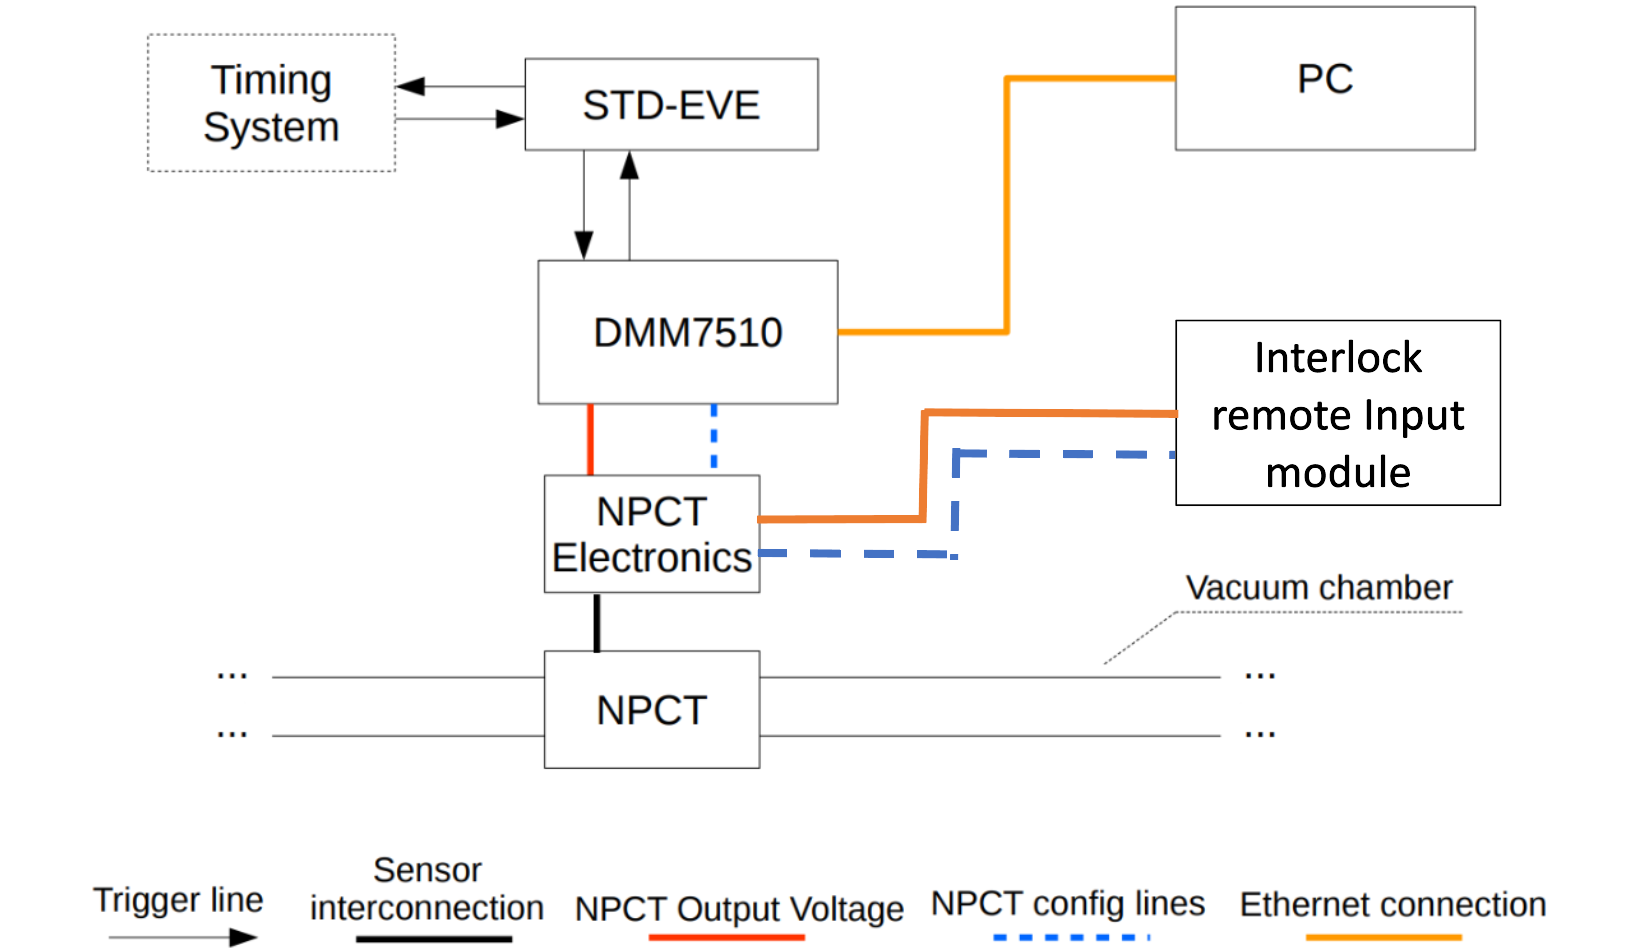 Timing
System
STD-EVE
PC
DMM7510
Interlock
remote Input
module
NPCT
Electronics
Vacuum chamber
...
...
NPCT
...
...
Trigger line
Sensor
interconnection
NPCT Output Voltage
NPCT config lines
Ethernet connection